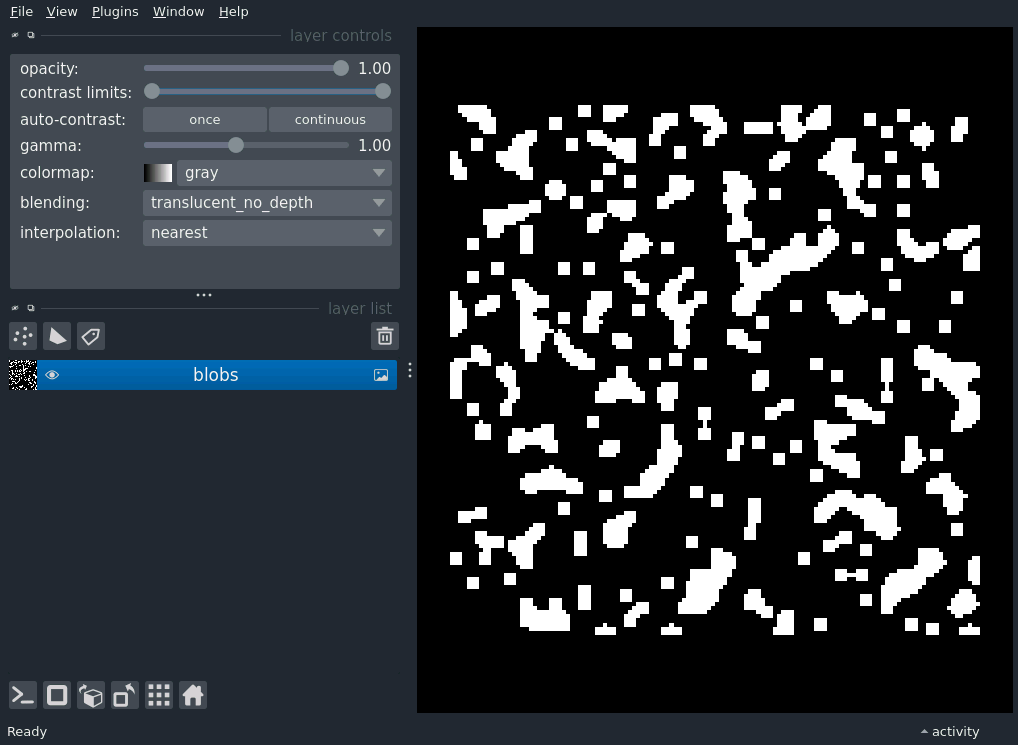 File View Plugins Window Help
layer controls
opacity: 1.00
contrast limits:
auto-contrast: once continuous
gamma: 1.00
colormap: gray
blending: translucent_no_depth
interpolation: nearest
layer list
blobs
Ready activity